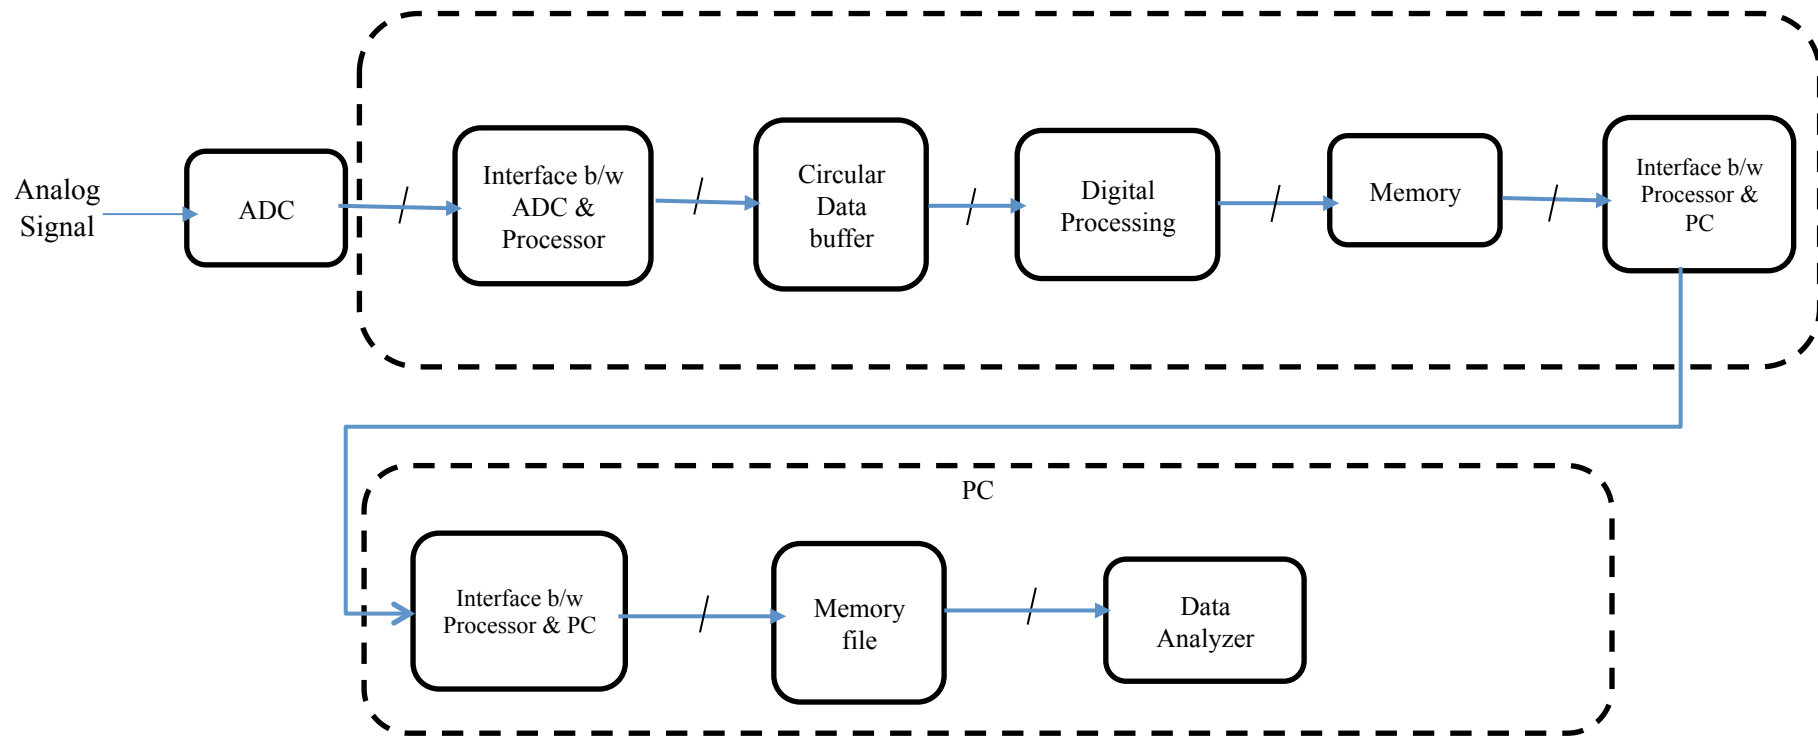 Analog
Signal
ADC
Interface b/w
ADC &
Processor
Circular
Data
buffer
Digital
Processing
Memory
Interface b/w
Processor &
PC
PC
Interface b/w
Processor & PC
Memory
file
Data
Analyzer